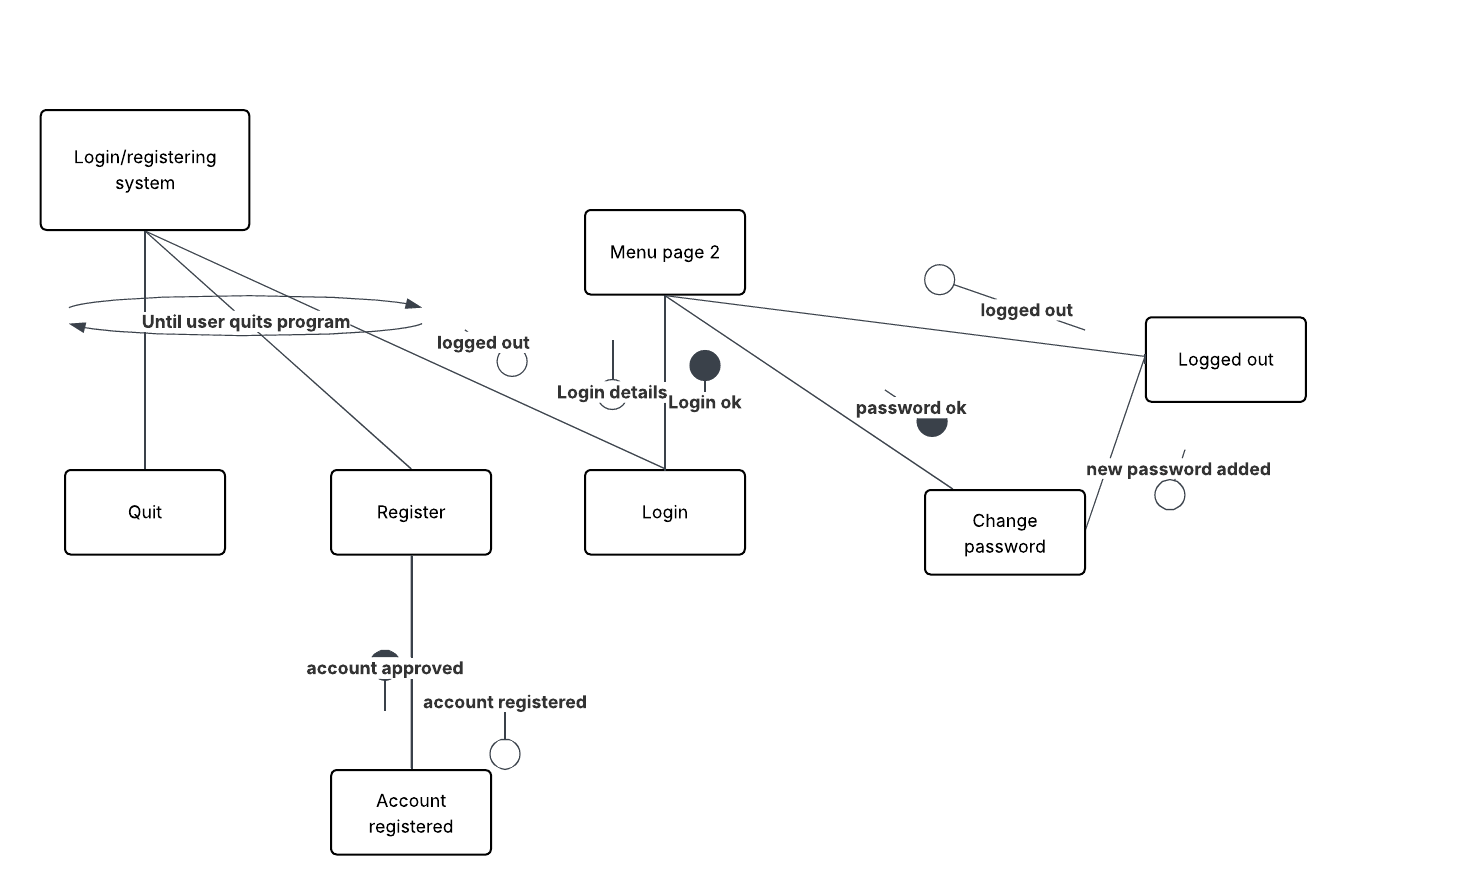 Login/registering
system
Menu page 2
logged out
Until user quits program
logged out
Logged out
Login details
Login ok
password ok
new password added
Quit
Register
Login
Change
password
account approved
account registered
Account
registered